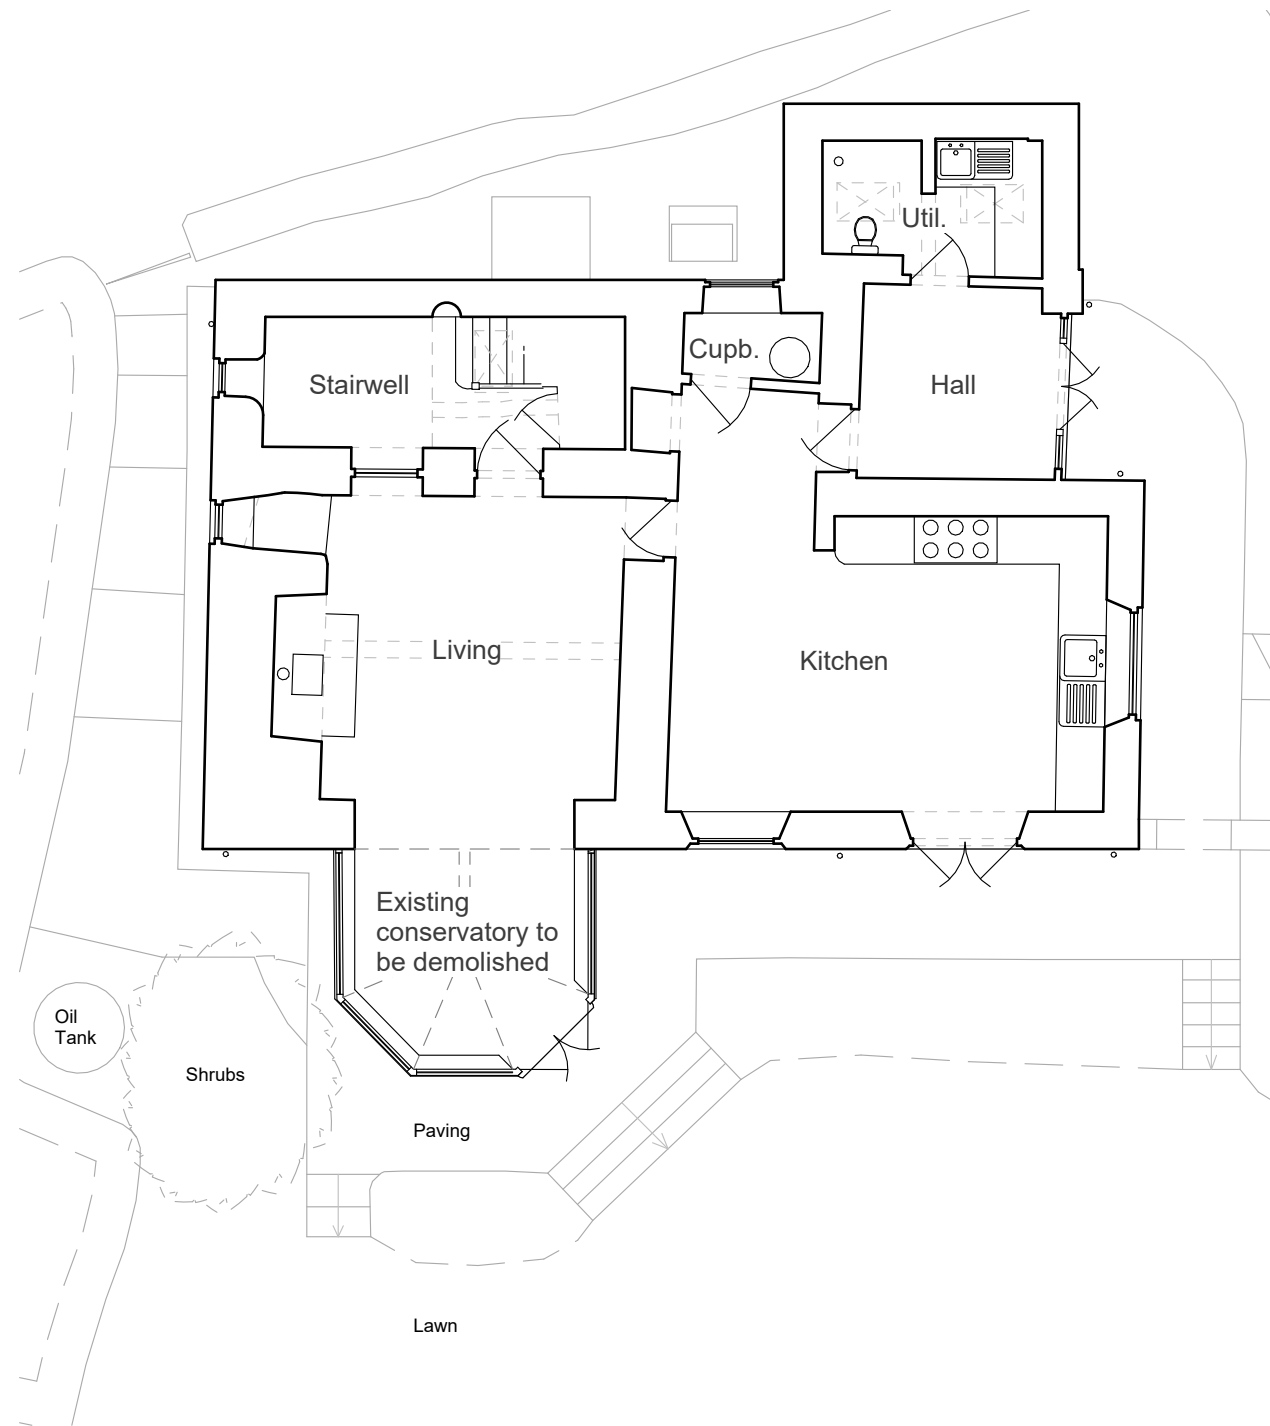 Util.
Cupb.
Stairwell
Hall
Living
Kitchen
Existing
conservatory to
be demolished
Oil
Tank
Shrubs
Paving
Lawn